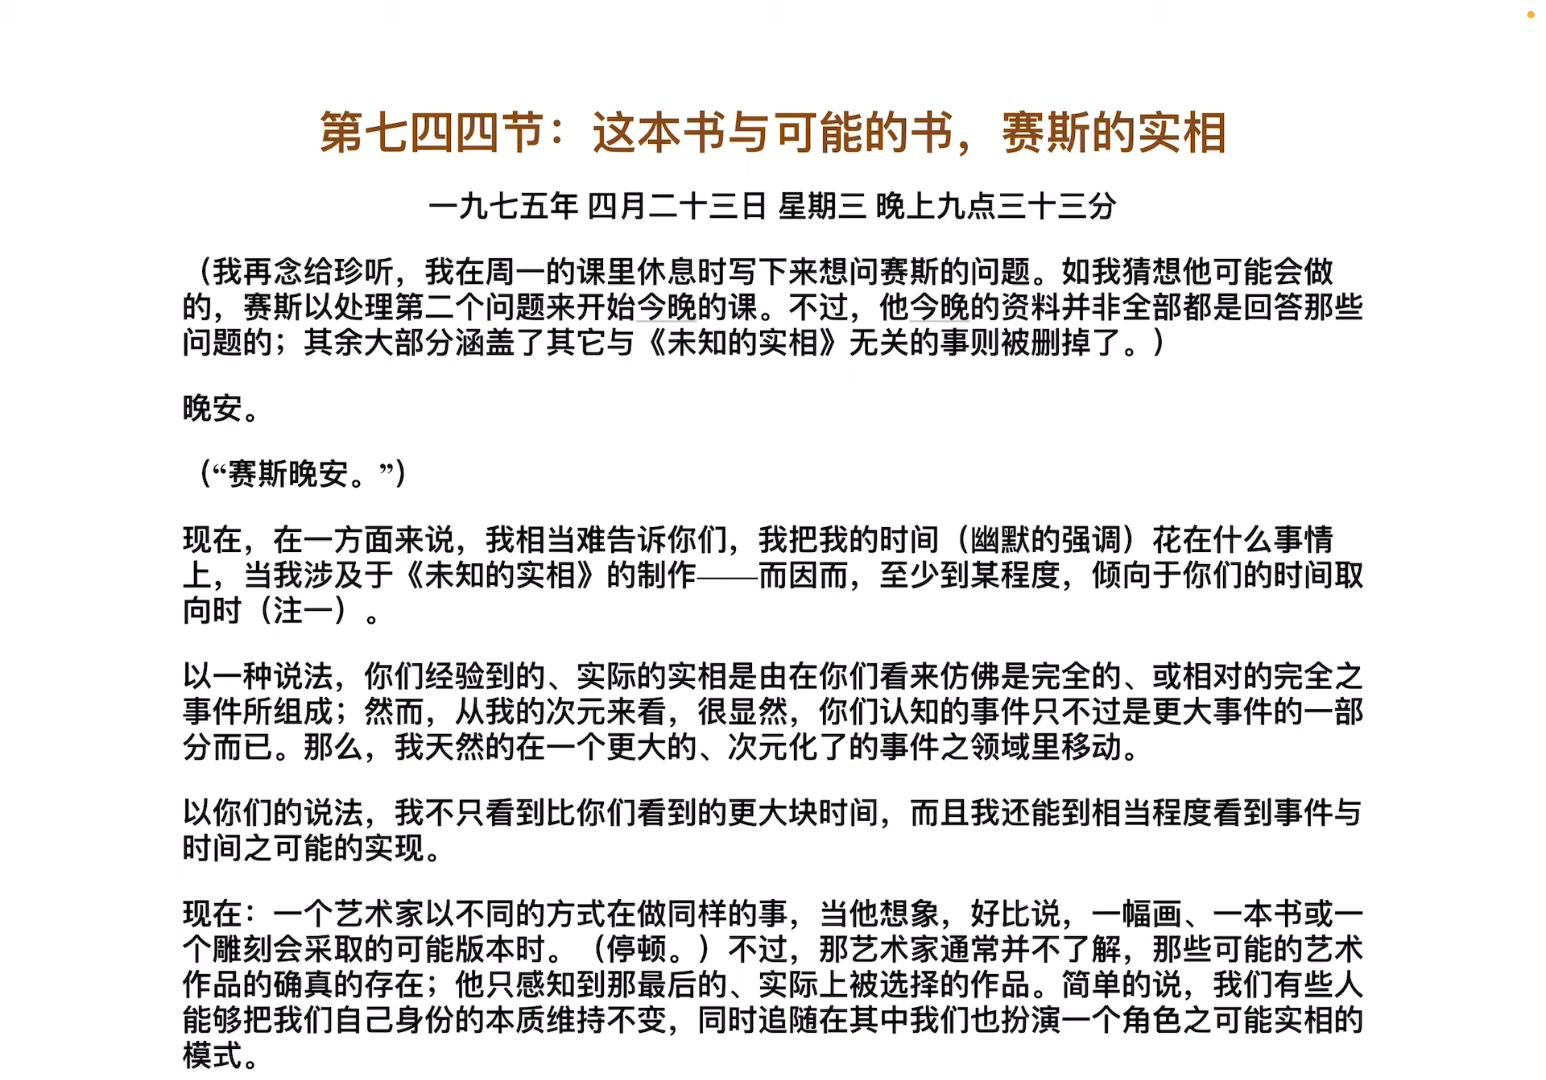 第七四四节：这本书与可能的书，赛斯的实相
一九七五年 四月二十三日 星期三 晚上九点三十三分
（我再念给珍听，我在周一的课里休息时写下来想问赛斯的问题。如我猜想他可能会做
的，赛斯以处理第二个问题来开始今晚的课。不过，他今晚的资料并非全部都是回答那些
问题的；其余大部分涵盖了其它与《未知的实相》无关的事则被删掉了。）
晚安。
（“赛斯晚安。”）
现在，在一方面来说，我相当难告诉你们，我把我的时间（幽默的强调）花在什么事情
上，当我涉及于《未知的实相》的制作——而因而，至少到某程度，倾向于你们的时间取
向时（注一）。
以一种说法，你们经验到的、实际的实相是由在你们看来仿佛是完全的、或相对的完全之
事件所组成；然而，从我的次元来看，很显然，你们认知的事件只不过是更大事件的一部
分而已。那么，我天然的在一个更大的、次元化了的事件之领域里移动。
以你们的说法，我不只看到比你们看到的更大块时间，而且我还能到相当程度看到事件与
时间之可能的实现。
现在：一个艺术家以不同的方式在做同样的事，当他想象，好比说，一幅画、一本书或一
个雕刻会采取的可能版本时。（停顿。）不过，那艺术家通常并不了解，那些可能的艺术
作品的确真的存在；他只感知到那最后的、实际上被选择的作品。简单的说，我们有些人
能够把我们自己身份的本质维持不变，同时追随在其中我们也扮演一个角色之可能实相的
模式。